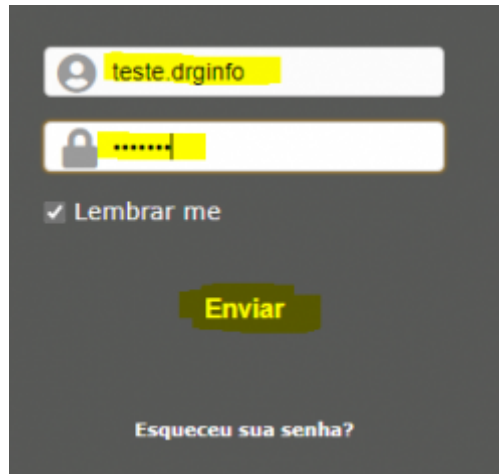 teste.drginfo
•••••••
Lembrar me
Enviar
Esqueceu sua senha?